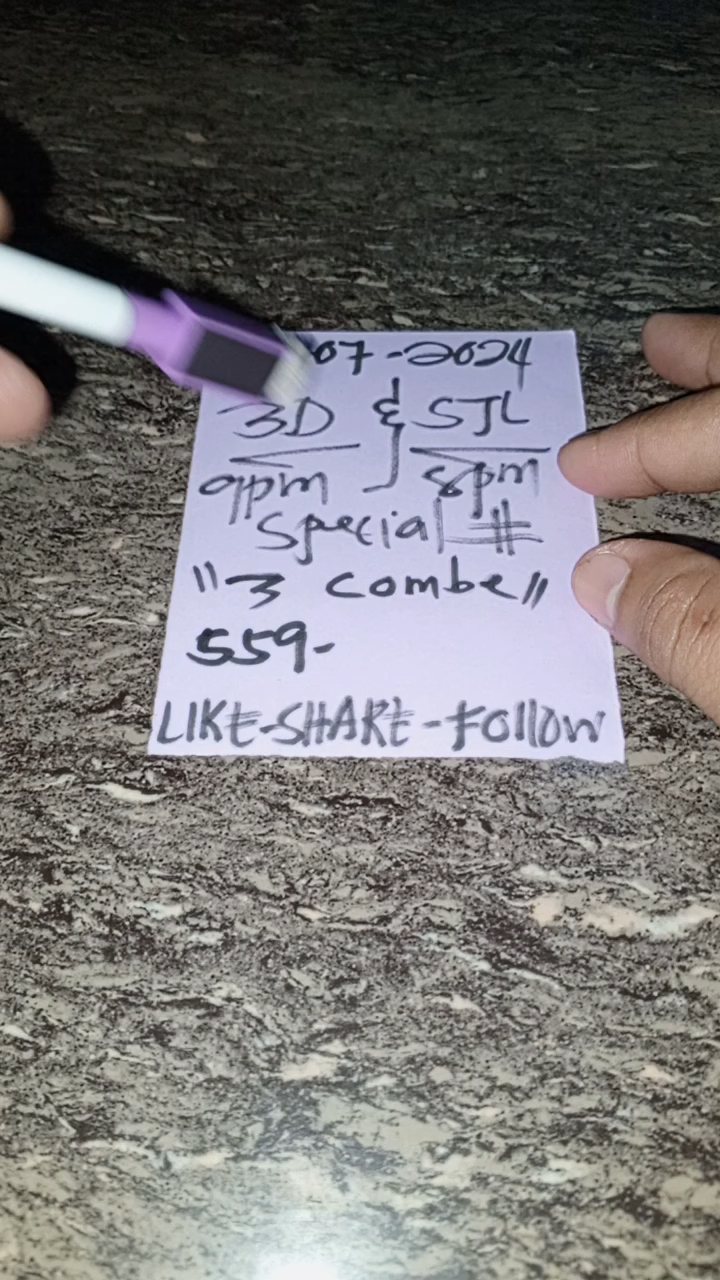 07-2024
3D & STL
9pm 8pm
Special #
"3 combe"
559-
LIKE-SHARE-Follow